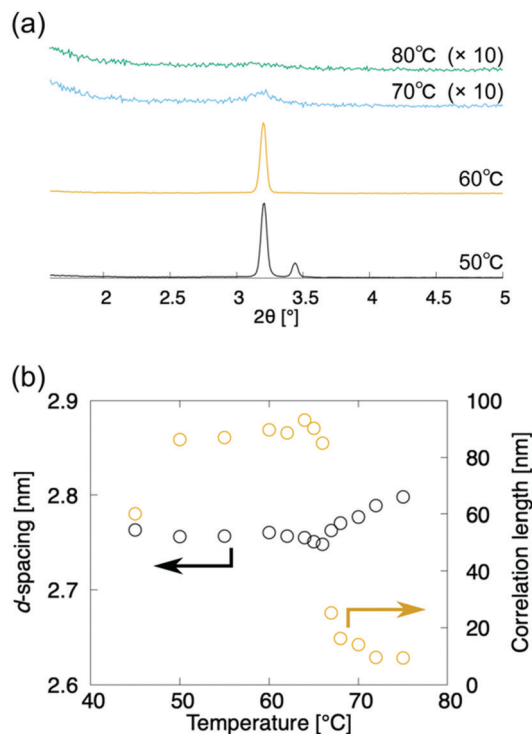 (a)
80°C (× 10)
70°C (× 10)
60°C
50°C
2 2.5 3 3.5 4 4.5 5
2θ [°]
(b)
2.9
2.8
2.7
2.6
d-spacing [nm]
100
80
60
40
20
0
Correlation length [nm]
40 50 60 70 80
Temperature [°C]